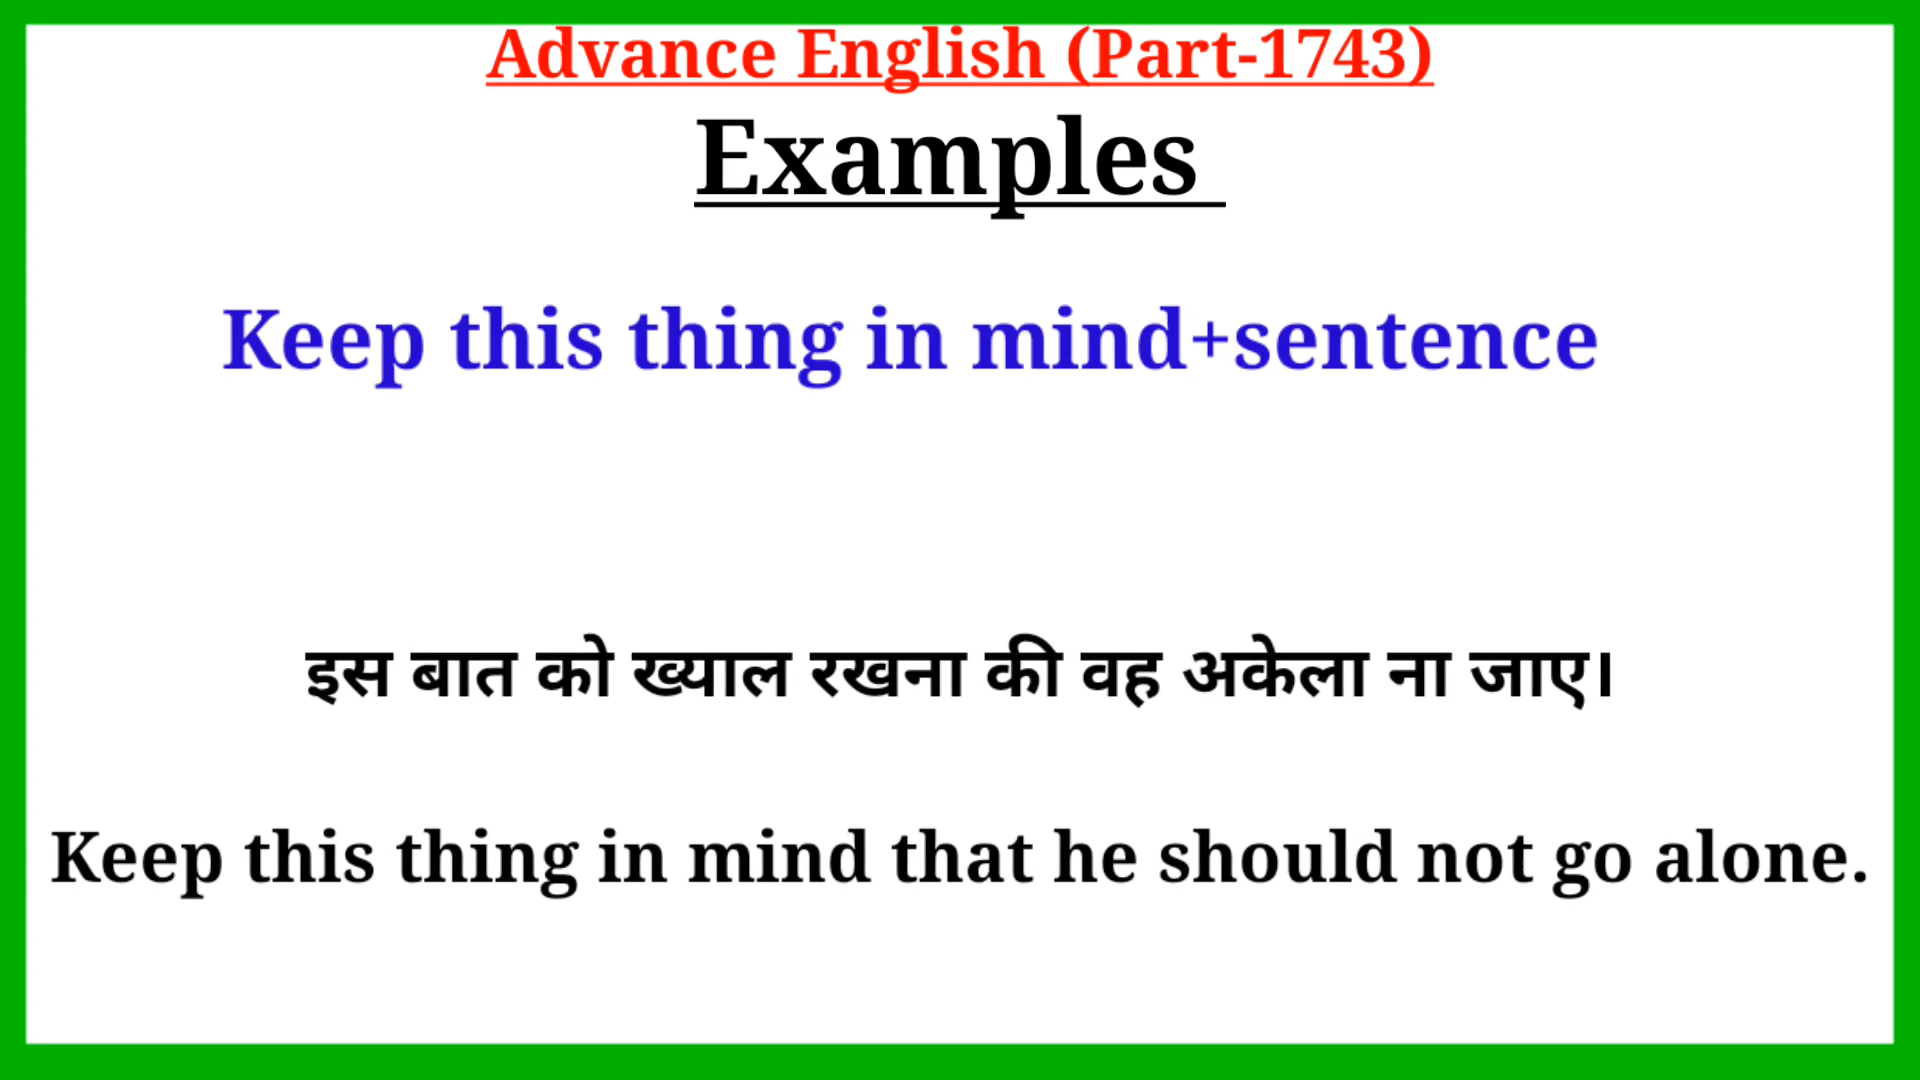 Advance English (Part-1743)
Examples
Keep this thing in mind+sentence
इस बात को ख्याल रखना की वह अकेला ना जाए।
Keep this thing in mind that he should not go alone.